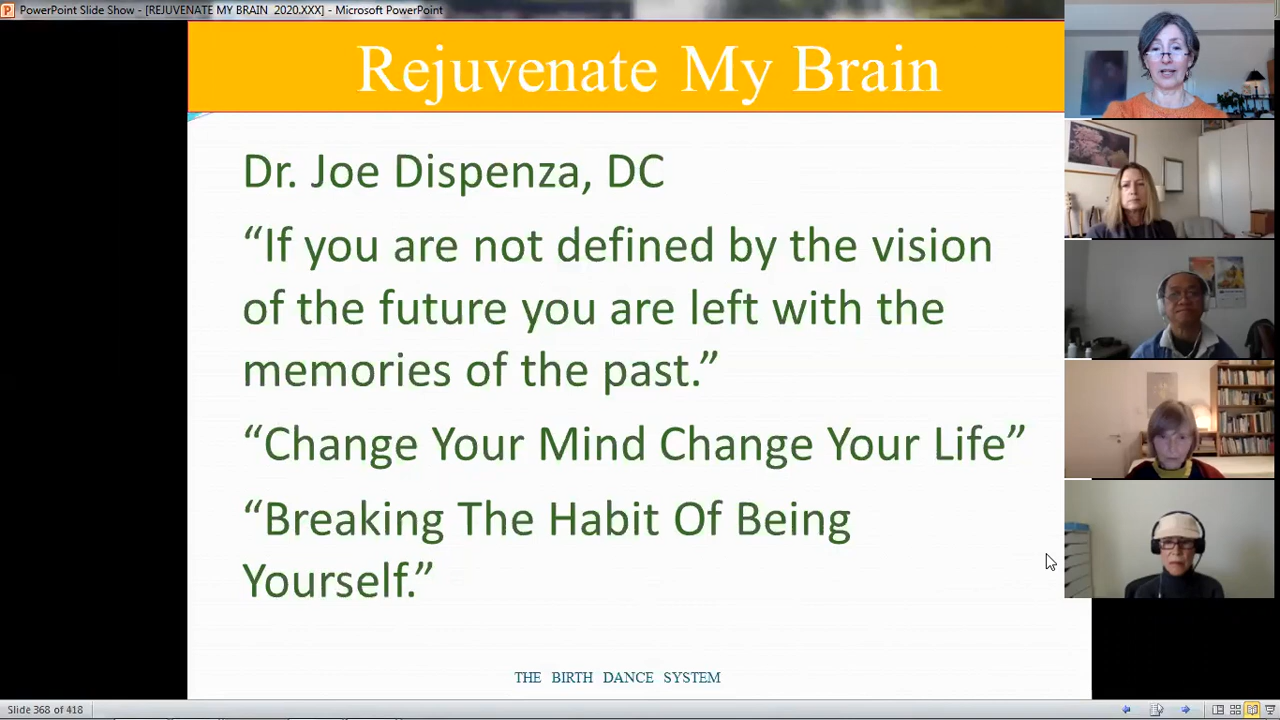 PowerPoint Slide Show - [REJUVENATE MY BRAIN  2020.XXX] - Microsoft PowerPoint
Rejuvenate My Brain
Dr. Joe Dispenza, DC
“If you are not defined by the vision
of the future you are left with the
memories of the past.”
“Change Your Mind Change Your Life”
“Breaking The Habit Of Being
Yourself.”
THE BIRTH DANCE SYSTEM
Slide 368 of 418